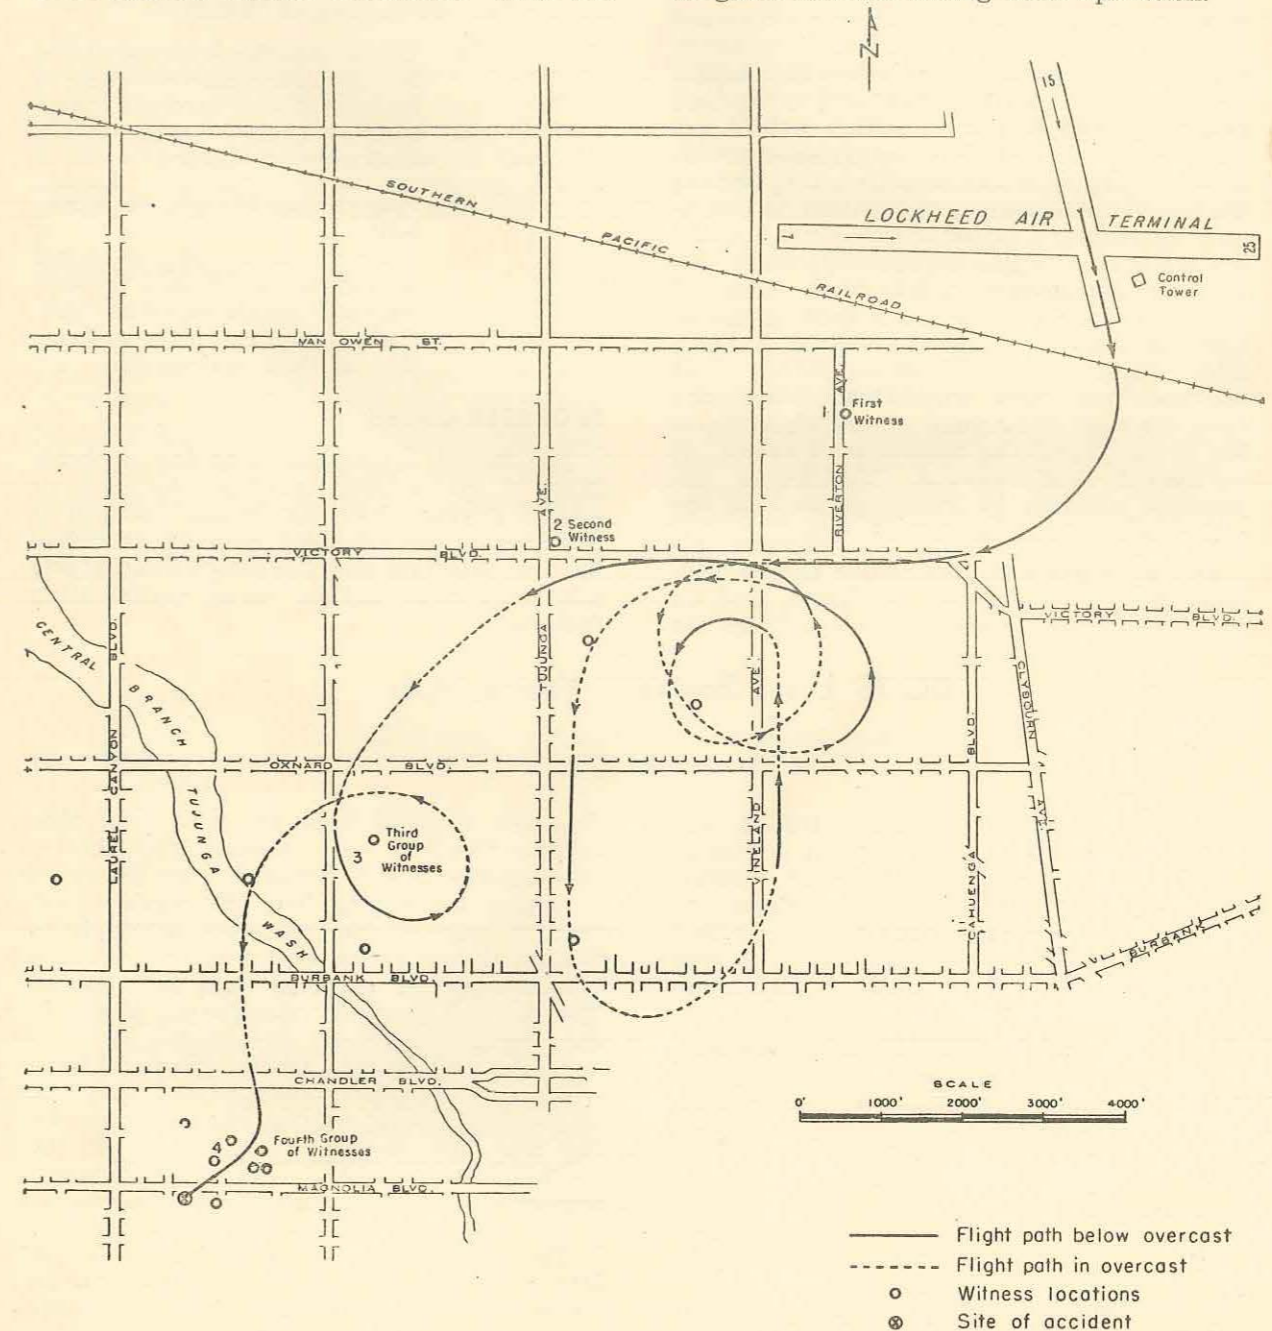 N
15
SOUTHERN PACIFIC RAILROAD
LOCKHEED AIR TERMINAL
7
25
Control
Tower
VAN OWEN ST.
1 First
Witness
RIVERTON AVE.
2 Second
Witness
VICTORY BLVD.
VICTORY BLVD.
CENTRAL BRANCH TUJUNGA WASH
LAUREL CANYON BLVD.
TUJUNGA AVE.
VINELAND AVE.
CAHUENGA BLVD.
CLYBOURN AVE.
OXNARD BLVD.
3 Third
Group
of
Witnesses
BURBANK BLVD.
BURBANK
CHANDLER BLVD.
4 Fourth Group
of Witnesses
MAGNOLIA BLVD.
SCALE
0' 1000' 2000' 3000' 4000'
Flight path below overcast
Flight path in overcast
Witness locations
Site of accident